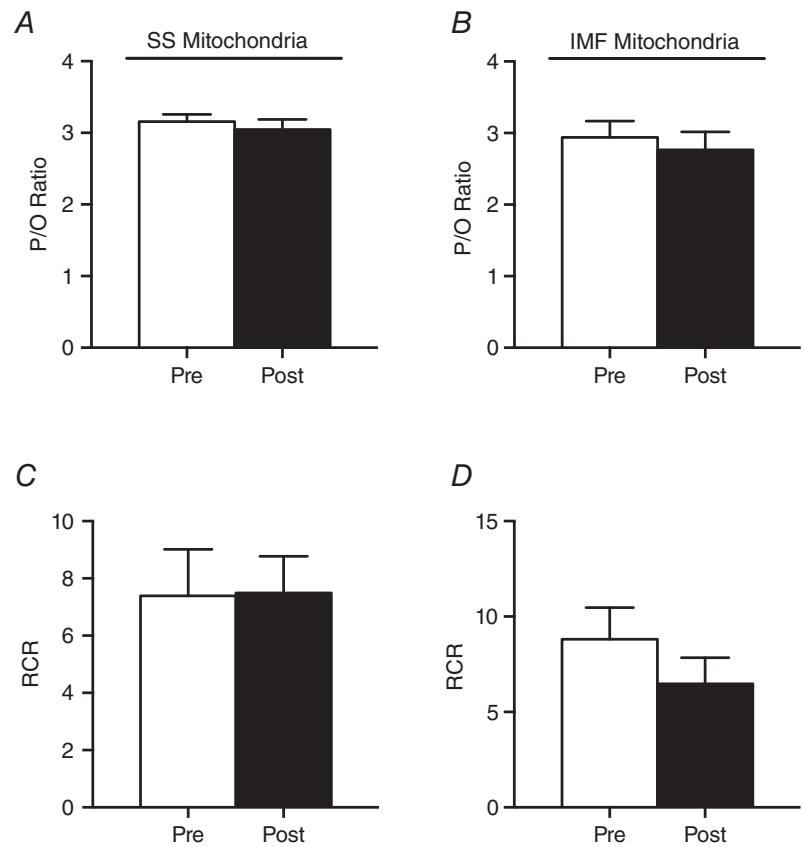 A
SS Mitochondria
4
3
2
1
0
P/O Ratio
Pre Post
B
IMF Mitochondria
4
3
2
1
0
P/O Ratio
Pre Post
C
10
8
6
4
2
0
RCR
Pre Post
D
15
10
5
0
RCR
Pre Post